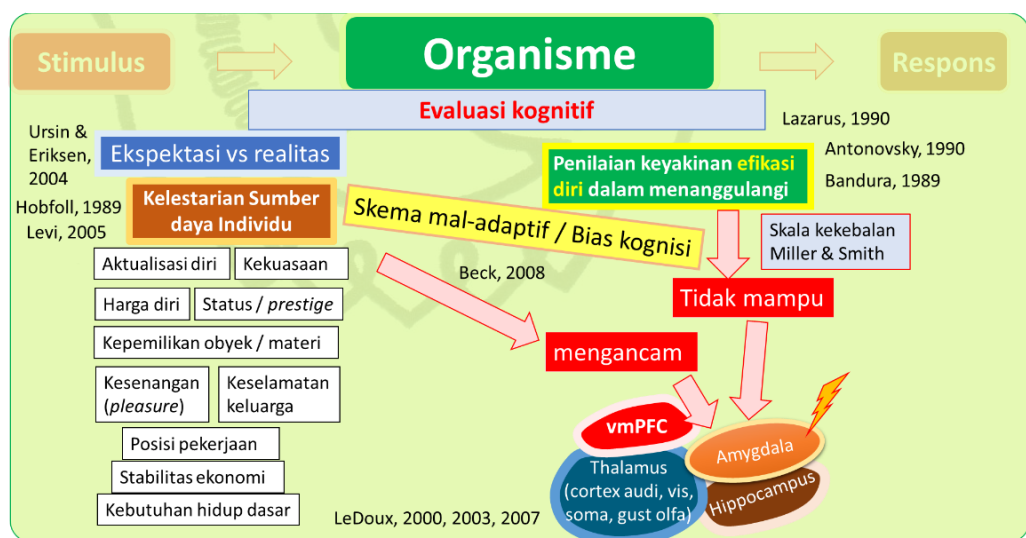 Stimulus
Organisme
Respons
Evaluasi kognitif
Lazarus, 1990
Ursin &
Eriksen,
2004
Ekspektasi vs realitas
Hobfoll, 1989
Levi, 2005
Kelestarian Sumber
daya Individu
Aktualisasi diri
Kekuasaan
Harga diri
Status / prestige
Kepemilikan obyek / materi
Kesenangan
(pleasure)
Keselamatan
keluarga
Posisi pekerjaan
Stabilitas ekonomi
Kebutuhan hidup dasar
Skema mal-adaptif / Bias kognisi
Beck, 2008
Penilaian keyakinan efikasi
diri dalam menanggulangi
Antonovsky, 1990
Bandura, 1989
Skala kekebalan
Miller & Smith
Tidak mampu
mengancam
vmPFC
Amygdala
Thalamus
(cortex audi, vis,
soma, gust olfa)
Hippocampus
LeDoux, 2000, 2003, 2007